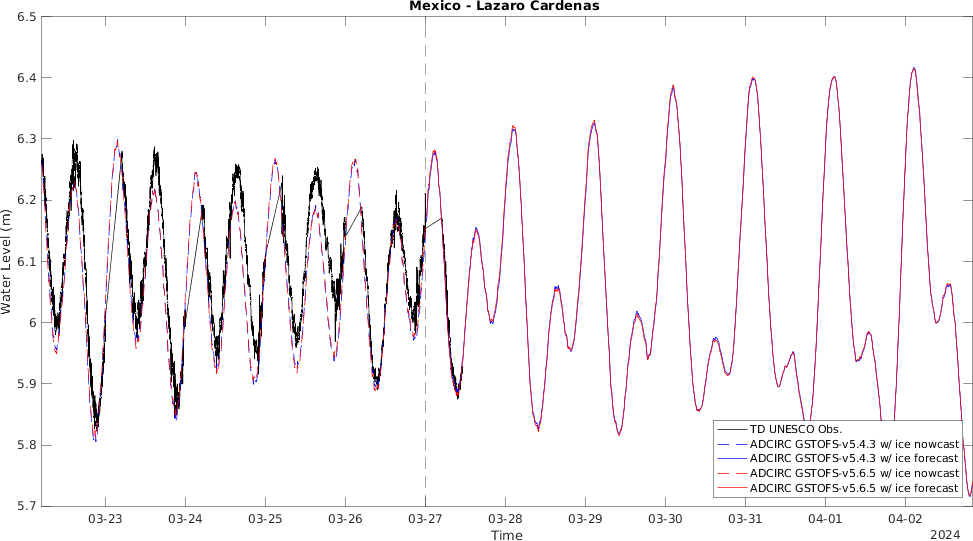 Mexico - Lazaro Cardenas
6.5
6.4
6.3
6.2
6.1
6
5.9
5.8
5.7
Water Level (m)
TD UNESCO Obs.
ADCIRC GSTOFS-v5.4.3 w/ ice nowcast
ADCIRC GSTOFS-v5.4.3 w/ ice forecast
ADCIRC GSTOFS-v5.6.5 w/ ice nowcast
ADCIRC GSTOFS-v5.6.5 w/ ice forecast
03-23 03-24 03-25 03-26 03-27 03-28 03-29 03-30 03-31 04-01 04-02
Time
2024